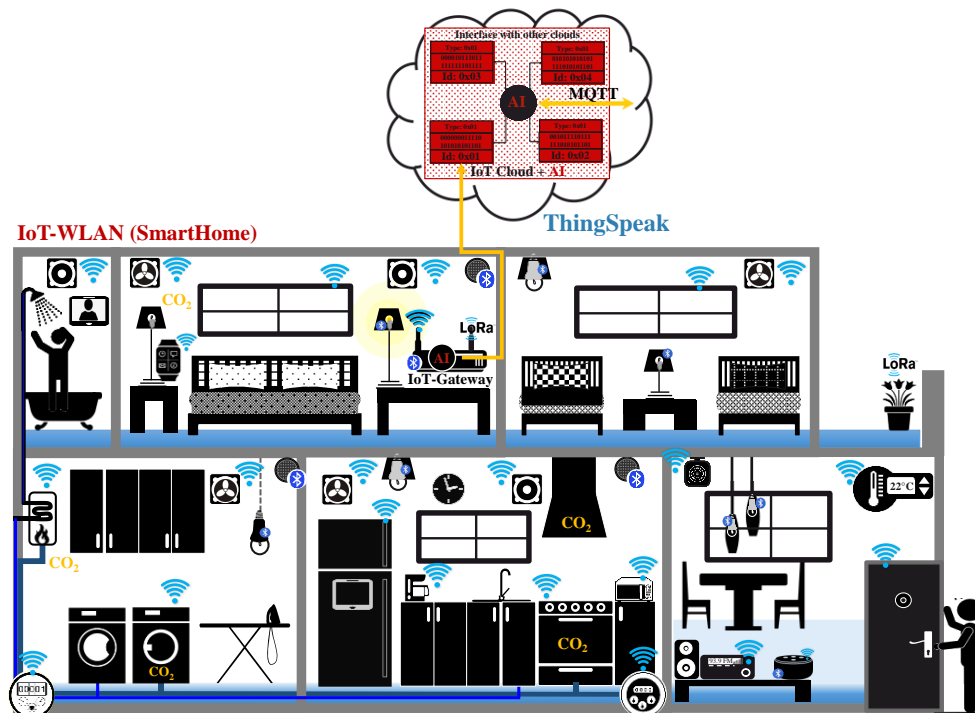 Interface with other clouds
Type: 0x01
Id: 0x03
Type: 0x01
Id: 0x04
AI
MQTT
Type: 0x01
Id: 0x01
Type: 0x01
Id: 0x02
IoT Cloud + AI
ThingSpeak
IoT-WLAN (SmartHome)
CO2
LoRa
AI
IoT-Gateway
LoRa
22°C
CO2
CO2
CO2
CO2